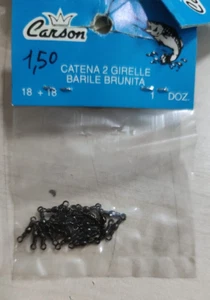 Carson
1,50
CATENA 2 GIRELLE
BARILE BRUNITA
18 + 18
1 DOZ.